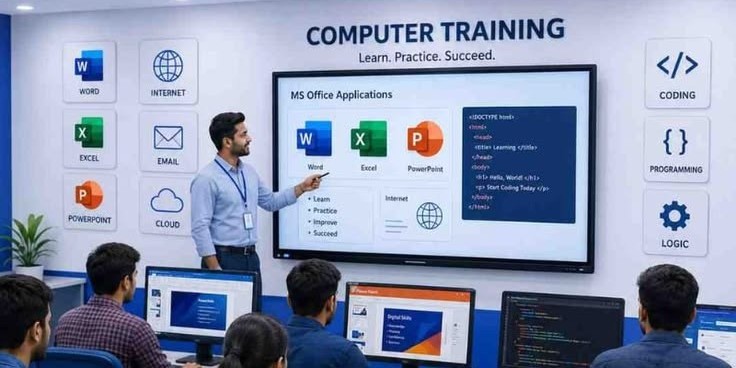 COMPUTER TRAINING
Learn. Practice. Succeed.
WORD
INTERNET
EXCEL
EMAIL
POWERPOINT
CLOUD
MS Office Applications
Word
Excel
PowerPoint
• Learn
• Practice
• Improve
• Succeed
Internet
<!DOCTYPE html>
<html>
<head>
<title> Learning </title>
</head>
<body>
<h1> Hello, World! </h1>
<p> Start Coding Today </p>
</body>
</html>
</>
CODING
{ }
PROGRAMMING
LOGIC
Digital Skills